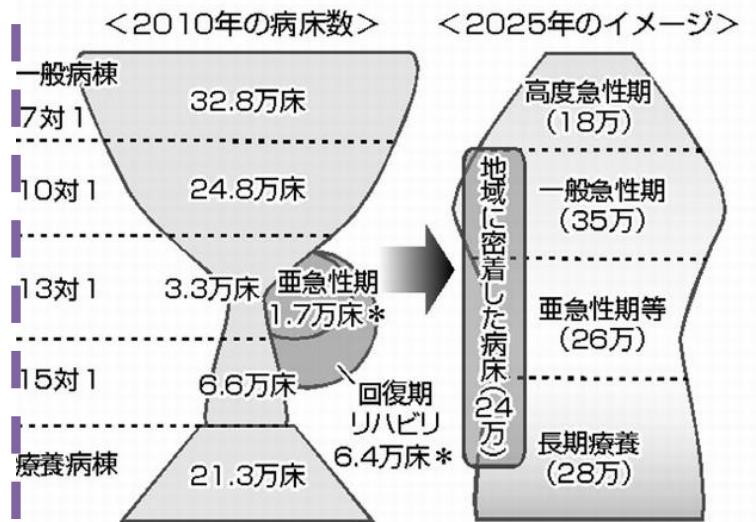 ＜2010年の病床数＞
＜2025年のイメージ＞
一般病棟
7対1
32.8万床
10対1
24.8万床
13対1
3.3万床
亜急性期
1.7万床＊
15対1
6.6万床
回復期
リハビリ
6.4万床＊
療養病棟
21.3万床
高度急性期
(18万)
地域に密着した病床(24万)
一般急性期
(35万)
亜急性期等
(26万)
長期療養
(28万)